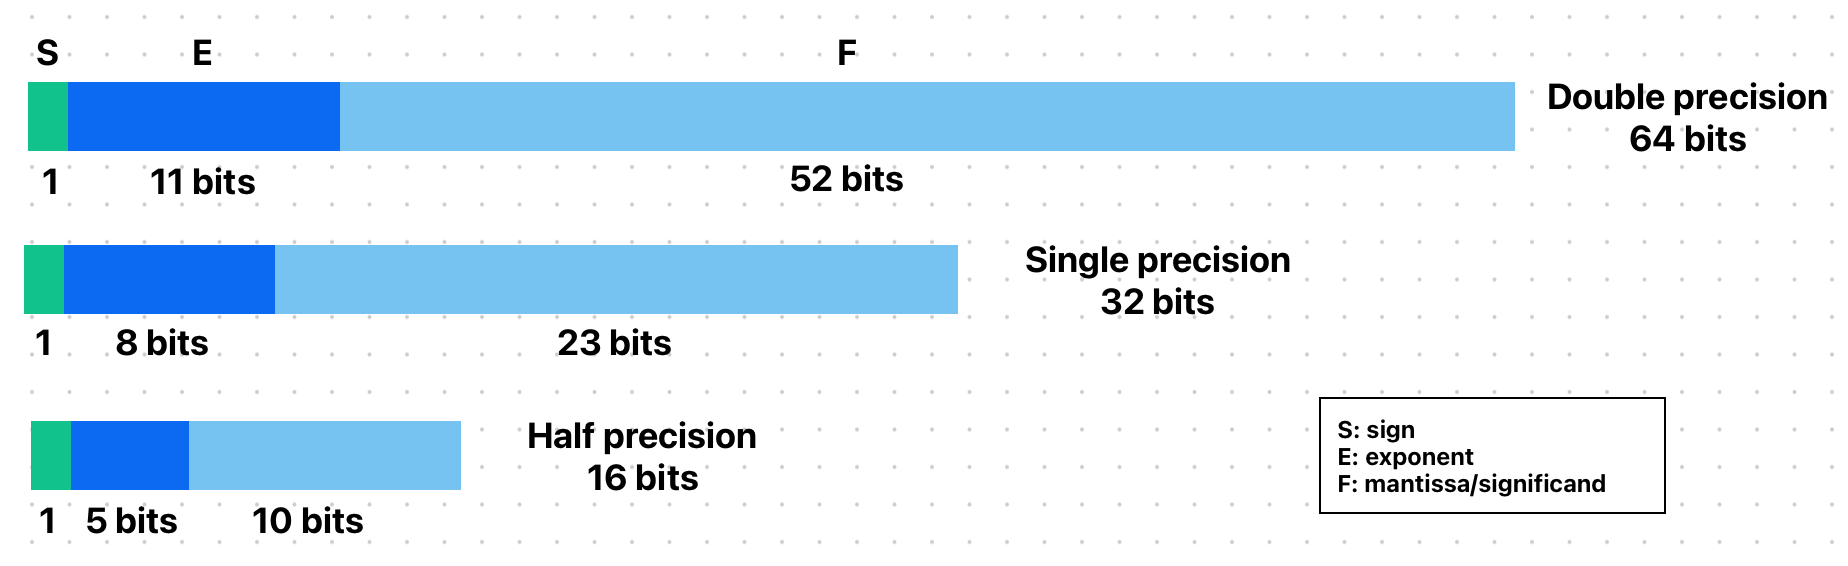 S E F
Double precision
64 bits
1 11 bits 52 bits
Single precision
32 bits
1 8 bits 23 bits
Half precision
16 bits
1 5 bits 10 bits
S: sign
E: exponent
F: mantissa/significand